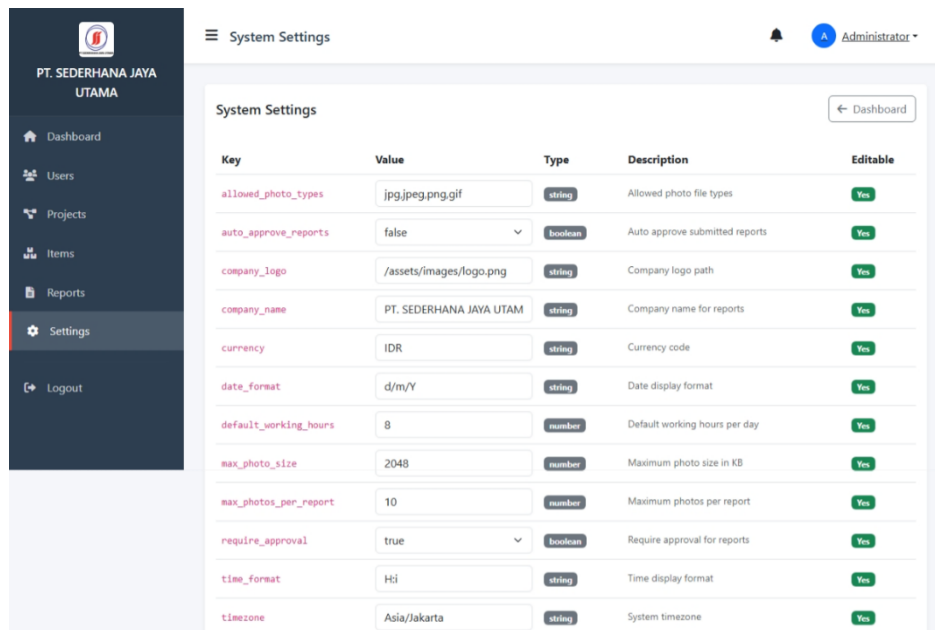 PT. SEDERHANA JAYA
UTAMA
Dashboard
Users
Projects
Items
Reports
Settings
Logout
System Settings
A Administrator
System Settings
← Dashboard
Key Value Type Description Editable
allowed_photo_types jpg,jpeg,png,gif string Allowed photo file types Yes
auto_approve_reports false boolean Auto approve submitted reports Yes
company_logo /assets/images/logo.png string Company logo path Yes
company_name PT. SEDERHANA JAYA UTAM string Company name for reports Yes
currency IDR string Currency code Yes
date_format d/m/Y string Date display format Yes
default_working_hours 8 number Default working hours per day Yes
max_photo_size 2048 number Maximum photo size in KB Yes
max_photos_per_report 10 number Maximum photos per report Yes
require_approval true boolean Require approval for reports Yes
time_format H:i string Time display format Yes
timezone Asia/Jakarta string System timezone Yes